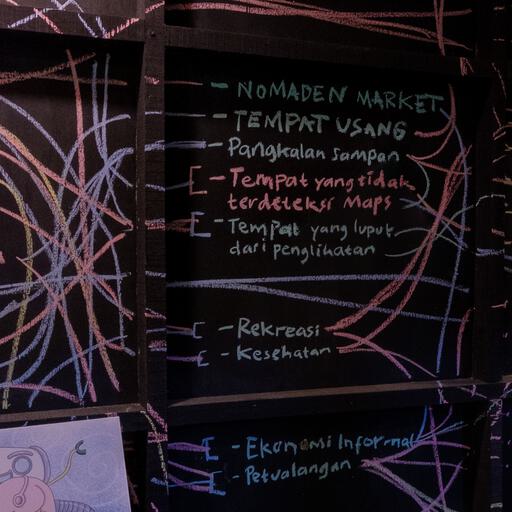 - NOMADEN MARKET
- TEMPAT USANG
- Pangkalan sampan
- Tempat yang tidak
terdeteksi Maps
- Tempat yang luput
dari penglihatan
- Rekreasi
- Kesehatan
- Ekonomi Informal
- Petualangan